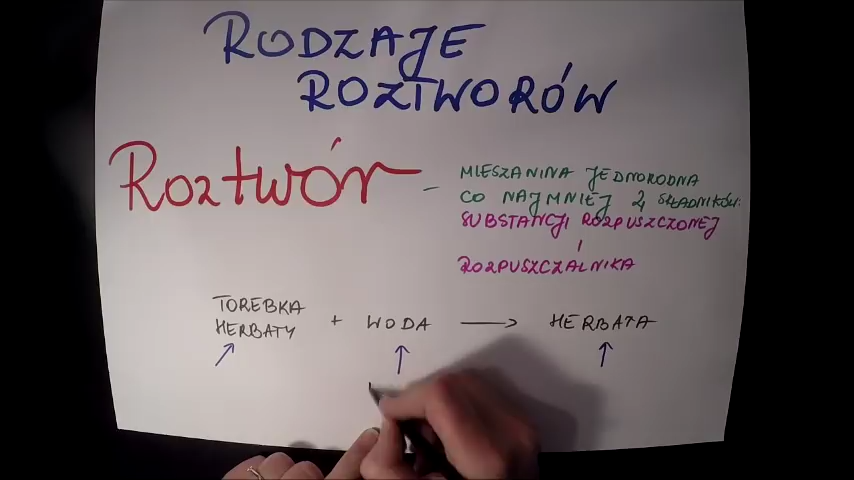 RODZAJE
ROZTWORÓW
Roztwór - MIESZANINA JEDNORODNA
CO NAJMNIEJ 2 SKŁADNIKÓW:
SUBSTANCJI ROZPUSZCZONEJ
I
ROZPUSZCZALNIKA
TOREBKA
HERBATY + WODA → HERBATA